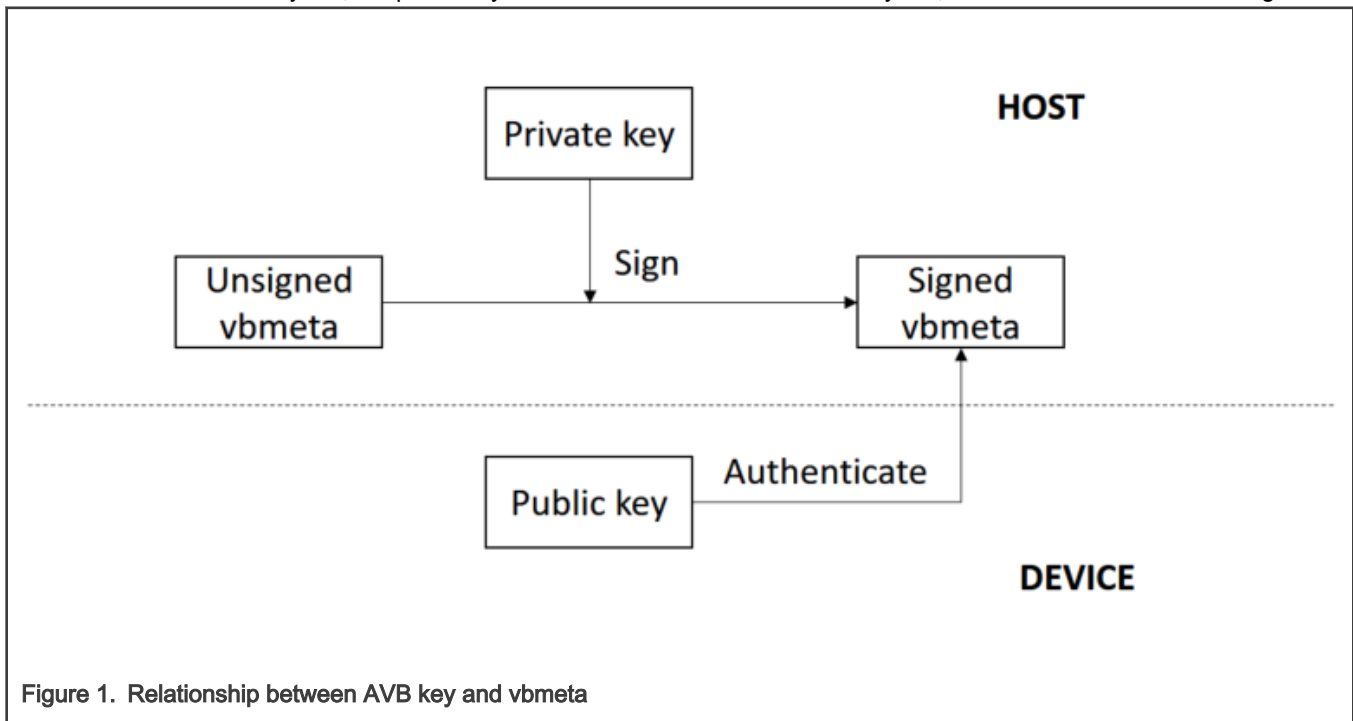 HOST
Private key
Sign
Unsigned
vbmeta
Signed
vbmeta
Authenticate
Public key
DEVICE
Figure 1. Relationship between AVB key and vbmeta